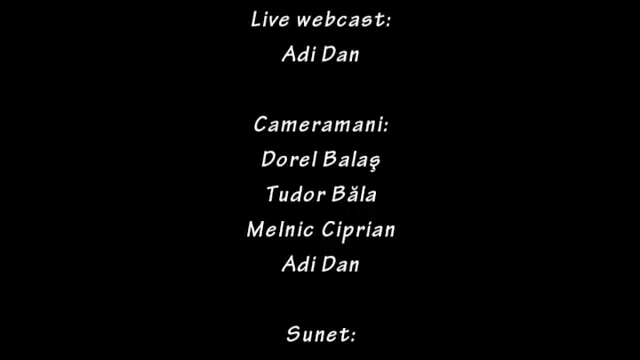 Live webcast:
Adi Dan
Cameramani:
Dorel Balaş
Tudor Băla
Melnic Ciprian
Adi Dan
Sunet: